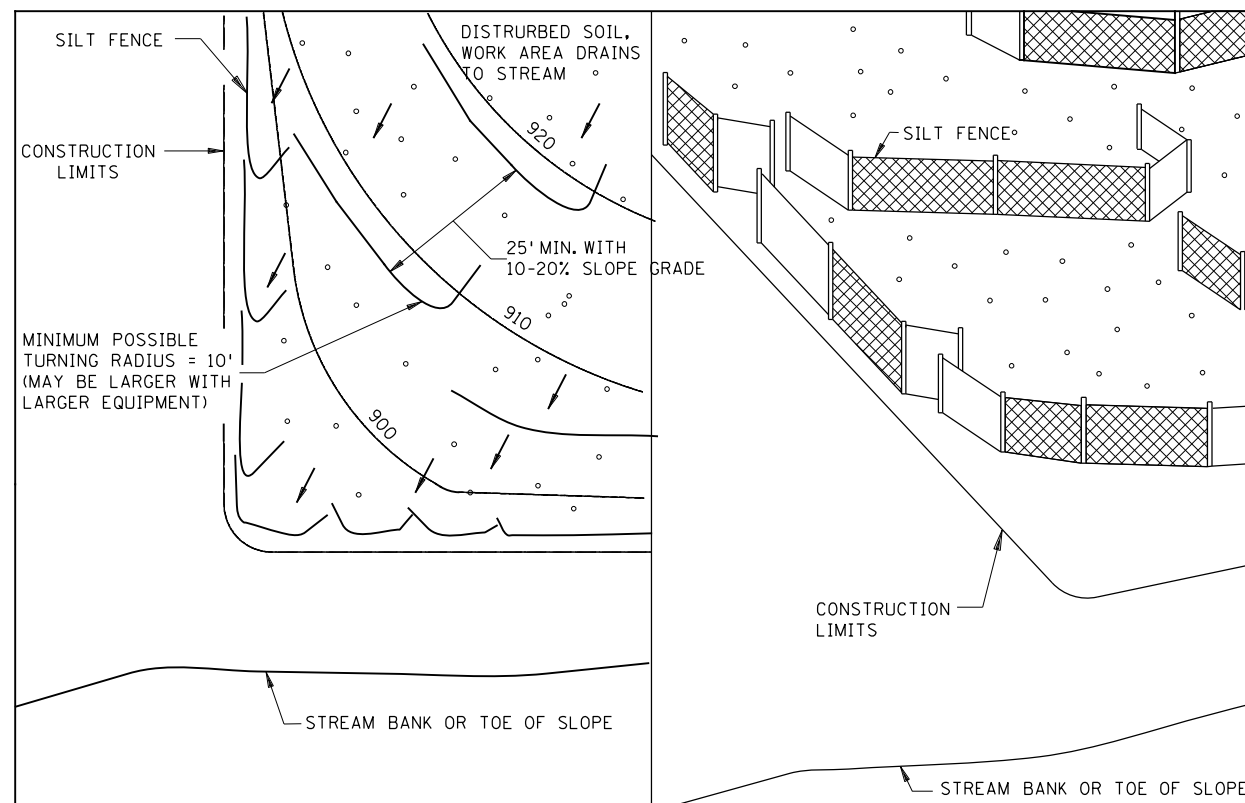 SILT FENCE
DISTRURBED SOIL,
WORK AREA DRAINS
TO STREAM
920
CONSTRUCTION
LIMITS
25' MIN. WITH
10-20% SLOPE GRADE
910
MINIMUM POSSIBLE
TURNING RADIUS = 10'
(MAY BE LARGER WITH
LARGER EQUIPMENT)
900
STREAM BANK OR TOE OF SLOPE
SILT FENCE
CONSTRUCTION
LIMITS
STREAM BANK OR TOE OF SLOPE